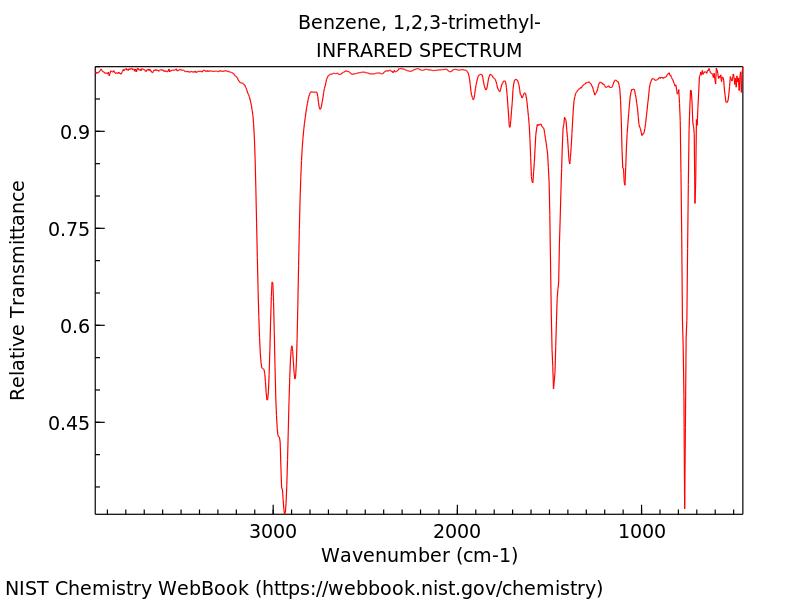 Benzene, 1,2,3-trimethyl-
INFRARED SPECTRUM
Relative Transmittance
0.9
0.75
0.6
0.45
3000 2000 1000
Wavenumber (cm-1)
NIST Chemistry WebBook (https://webbook.nist.gov/chemistry)